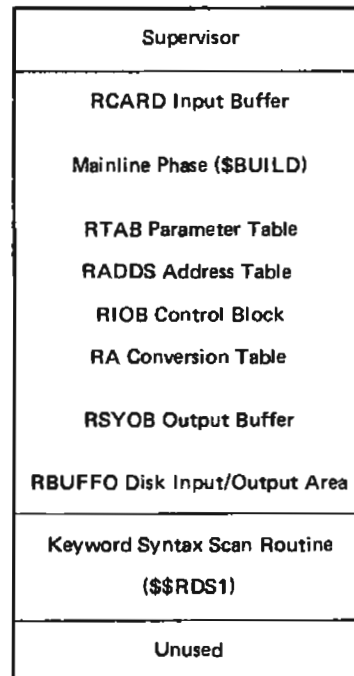 Supervisor
RCARD Input Buffer
Mainline Phase ($BUILD)
RTAB Parameter Table
RADDS Address Table
RIOB Control Block
RA Conversion Table
RSYOB Output Buffer
RBUFFO Disk Input/Output Area
Keyword Syntax Scan Routine
($$RDS1)
Unused